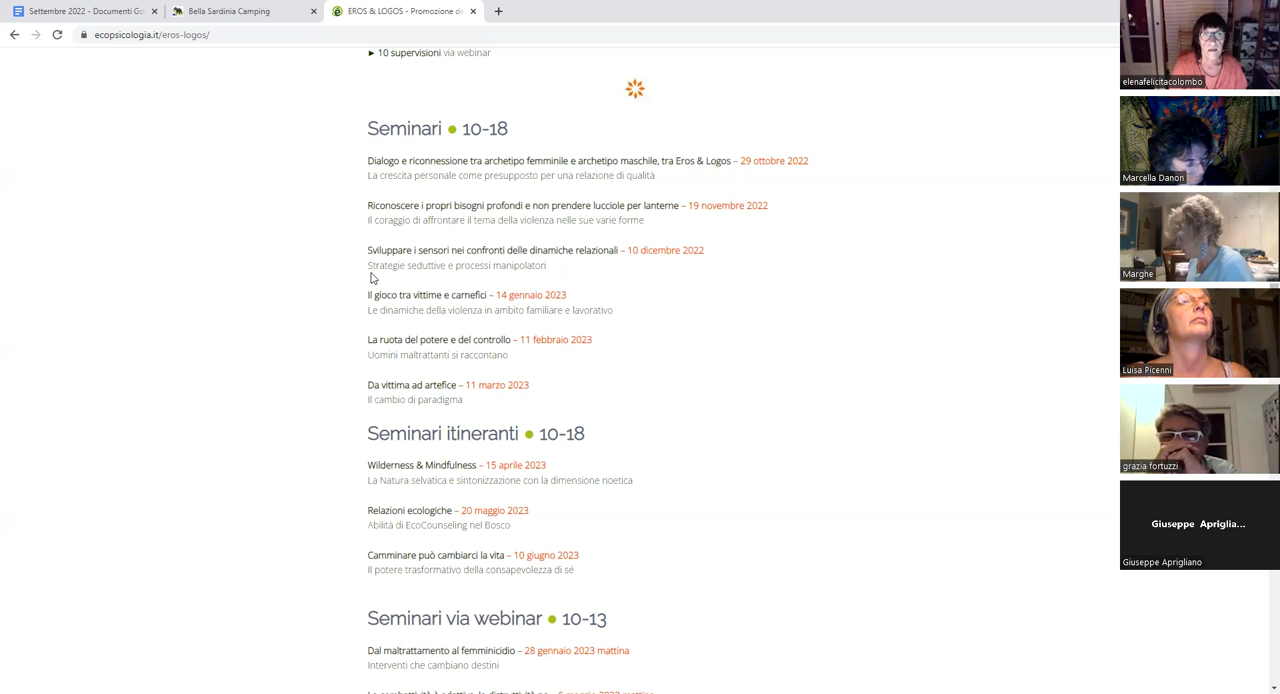 Settembre 2022 - Documenti Go
Bella Sardinia Camping
EROS & LOGOS - Promozione de
ecopsicologia.it/eros-logos/
► 10 supervisioni via webinar
Seminari ● 10-18
Dialogo e riconnessione tra archetipo femminile e archetipo maschile, tra Eros & Logos – 29 ottobre 2022
La crescita personale come presupposto per una relazione di qualità
Riconoscere i propri bisogni profondi e non prendere lucciole per lanterne – 19 novembre 2022
Il coraggio di affrontare il tema della violenza nelle sue varie forme
Sviluppare i sensori nei confronti delle dinamiche relazionali – 10 dicembre 2022
Strategie seduttive e processi manipolatori
Il gioco tra vittime e carnefici – 14 gennaio 2023
Le dinamiche della violenza in ambito familiare e lavorativo
La ruota del potere e del controllo – 11 febbraio 2023
Uomini maltrattanti si raccontano
Da vittima ad artefice – 11 marzo 2023
Il cambio di paradigma
Seminari itineranti ● 10-18
Wilderness & Mindfulness – 15 aprile 2023
La Natura selvatica e sintonizzazione con la dimensione noetica
Relazioni ecologiche – 20 maggio 2023
Abilità di EcoCounseling nel Bosco
Camminare può cambiarci la vita – 10 giugno 2023
Il potere trasformativo della consapevolezza di sé
Seminari via webinar ● 10-13
Dal maltrattamento al femminicidio – 28 gennaio 2023 mattina
Interventi che cambiano destini
elenafelicitacolombo
Marcella Danon
Marghe
Luisa Picenni
grazia fortuzzi
Giuseppe Apriglia...
Giuseppe Aprigliano